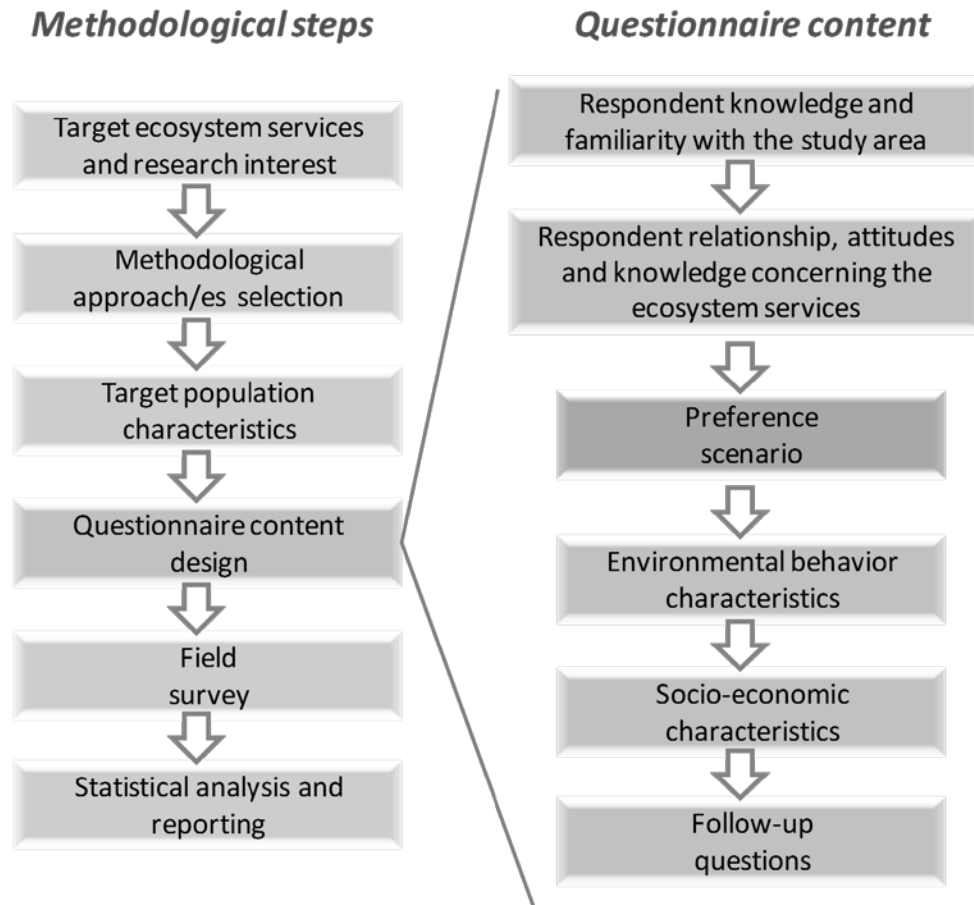 Methodological steps
Target ecosystem services
and research interest
Methodological
approach/es selection
Target population
characteristics
Questionnaire content
design
Field
survey
Statistical analysis and
reporting
Questionnaire content
Respondent knowledge and
familiarity with the study area
Respondent relationship, attitudes
and knowledge concerning the
ecosystem services
Preference
scenario
Environmental behavior
characteristics
Socio-economic
characteristics
Follow-up
questions